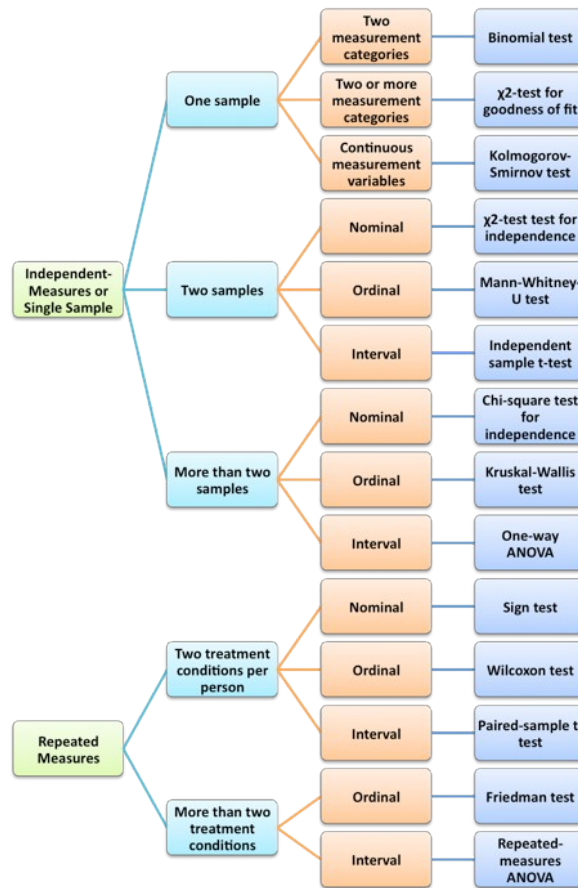 Two
measurement
categories
Binomial test
One sample
Two or more
measurement
categories
χ2-test for
goodness of fit
Continuous
measurement
variables
Kolmogorov-
Smirnov test
Independent-
Measures or
Single Sample
Two samples
Nominal
χ2-test test for
independence
Ordinal
Mann-Whitney-
U test
Interval
Independent
sample t-test
More than two
samples
Nominal
Chi-square test
for
independence
Ordinal
Kruskal-Wallis
test
Interval
One-way
ANOVA
Repeated
Measures
Two treatment
conditions per
person
Nominal
Sign test
Ordinal
Wilcoxon test
Interval
Paired-sample t
test
More than two
treatment
conditions
Ordinal
Friedman test
Interval
Repeated-
measures
ANOVA